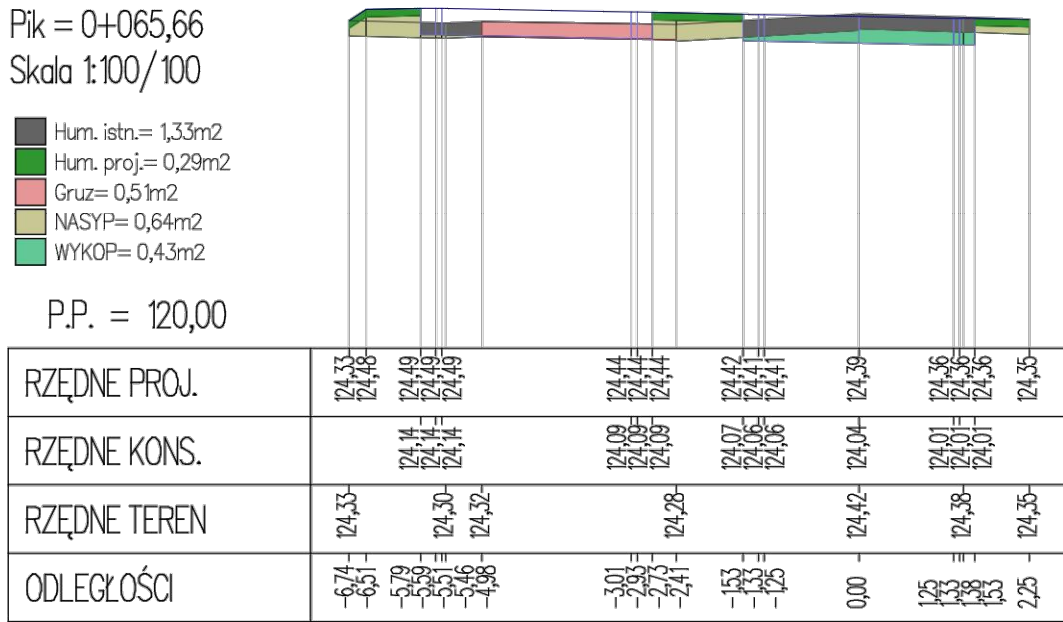 Pik = 0+065,66
Skala 1:100/100
Hum. istn.= 1,33m2
Hum. proj.= 0,29m2
Gruz= 0,51m2
NASYP= 0,64m2
WYKOP= 0,43m2
P.P. = 120,00
RZĘDNE PROJ. 124,33 124,48 124,49 124,49 124,49 124,44 124,44 124,44 124,42 124,41 124,41 124,39 124,36 124,36 124,36 124,35
RZĘDNE KONS. 124,14 124,14 124,14 124,09 124,09 124,09 124,07 124,06 124,06 124,04 124,01 124,01 124,01
RZĘDNE TEREN 124,33 124,30 124,32 124,28 124,42 124,38 124,35
ODLEGŁOŚCI -6,74 -6,51 -5,79 -5,59 -5,51 -5,46 -4,98 -3,01 -2,93 -2,73 -2,41 -1,53 -1,33 -1,25 0,00 1,25 1,33 1,38 1,53 2,25